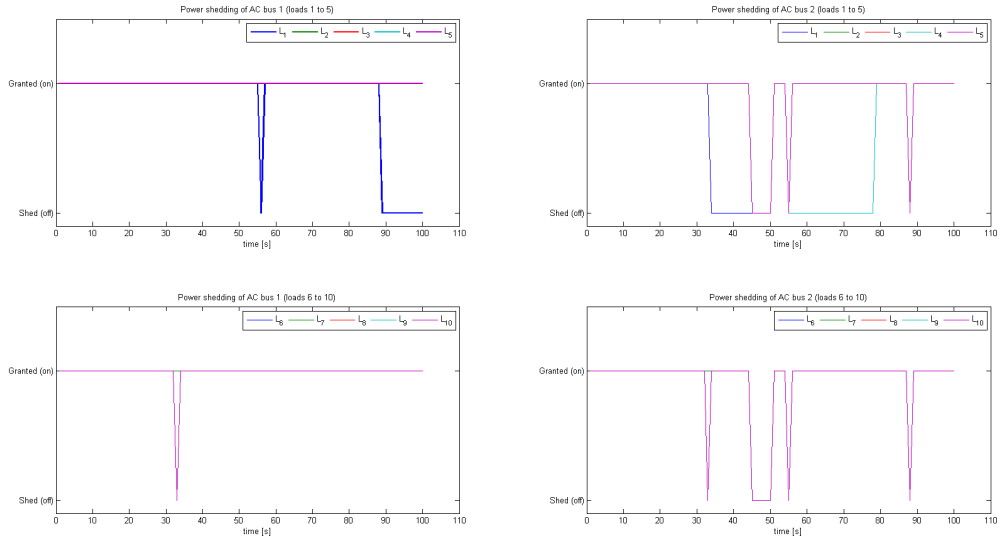 Power shedding of AC bus 1 (loads 1 to 5)
L1 L2 L3 L4 L5
Granted (on)
Shed (off)
0 10 20 30 40 50 60 70 80 90 100 110
time [s]
Power shedding of AC bus 2 (loads 1 to 5)
L1 L2 L3 L4 L5
Granted (on)
Shed (off)
0 10 20 30 40 50 60 70 80 90 100 110
time [s]
Power shedding of AC bus 1 (loads 6 to 10)
L6 L7 L8 L9 L10
Granted (on)
Shed (off)
0 10 20 30 40 50 60 70 80 90 100 110
time [s]
Power shedding of AC bus 2 (loads 6 to 10)
L6 L7 L8 L9 L10
Granted (on)
Shed (off)
0 10 20 30 40 50 60 70 80 90 100 110
time [s]